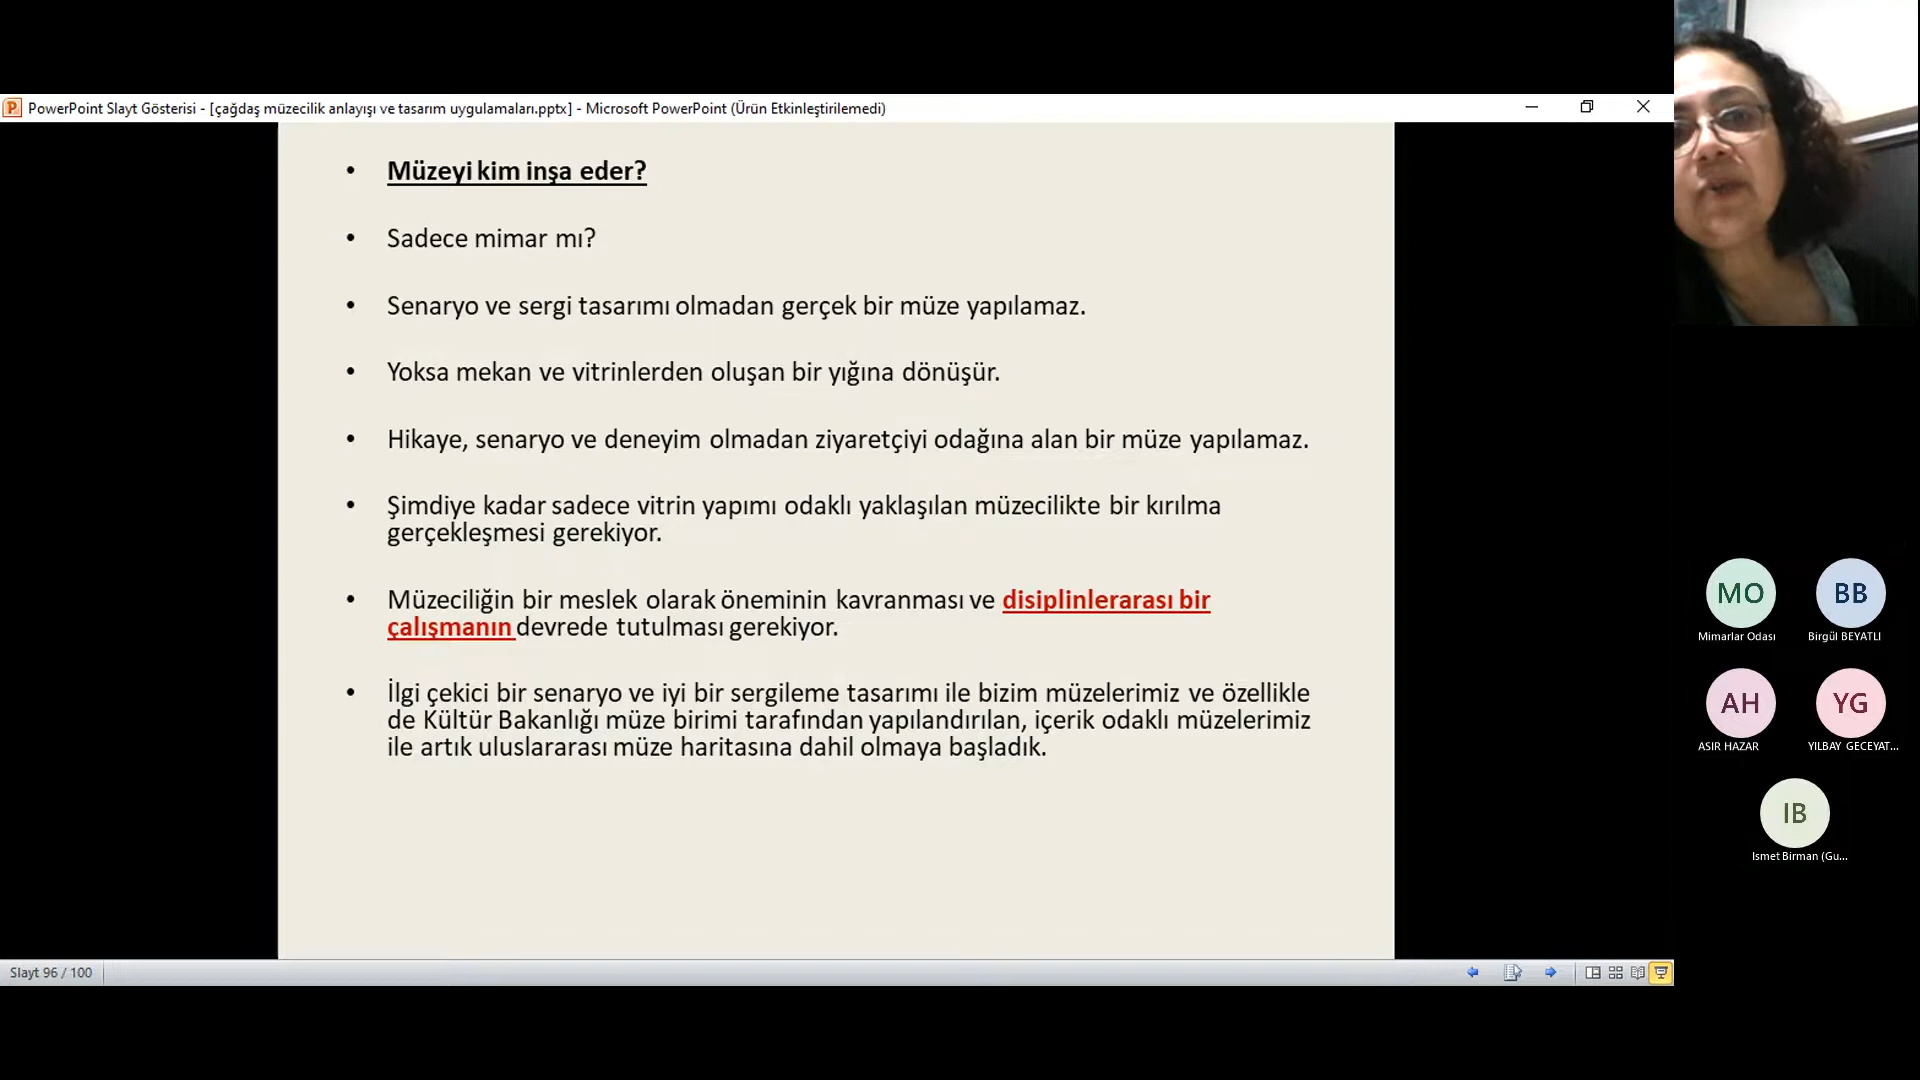 PowerPoint Slayt Gösterisi - [çağdaş müzecilik anlayışı ve tasarım uygulamaları.pptx] - Microsoft PowerPoint (Ürün Etkinleştirilemedi)
• Müzeyi kim inşa eder?
• Sadece mimar mı?
• Senaryo ve sergi tasarımı olmadan gerçek bir müze yapılamaz.
• Yoksa mekan ve vitrinlerden oluşan bir yığına dönüşür.
• Hikaye, senaryo ve deneyim olmadan ziyaretçiyi odağına alan bir müze yapılamaz.
• Şimdiye kadar sadece vitrin yapımı odaklı yaklaşılan müzecilikte bir kırılma
gerçekleşmesi gerekiyor.
• Müzeciliğin bir meslek olarak öneminin kavranması ve disiplinlerarası bir
çalışmanın devrede tutulması gerekiyor.
• İlgi çekici bir senaryo ve iyi bir sergileme tasarımı ile bizim müzelerimiz ve özellikle
de Kültür Bakanlığı müze birimi tarafından yapılandırılan, içerik odaklı müzelerimiz
ile artık uluslararası müze haritasına dahil olmaya başladık.
Slayt 96 / 100
MO
Mimarlar Odası
BB
Birgül BEYATLI
AH
ASIR HAZAR
YG
YILBAY GECEYAT...
IB
Ismet Birman (Gu...